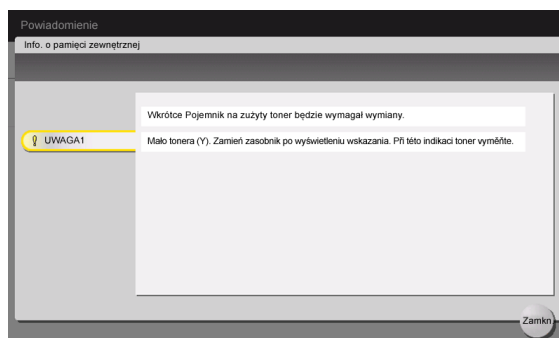 Powiadomienie
Info. o pamięci zewnętrznej
Wkrótce Pojemnik na zużyty toner będzie wymagał wymiany.
UWAGA1
Mało tonera (Y). Zamień zasobnik po wyświetleniu wskazania. Při této indikaci toner vyměňte.
Zamkn